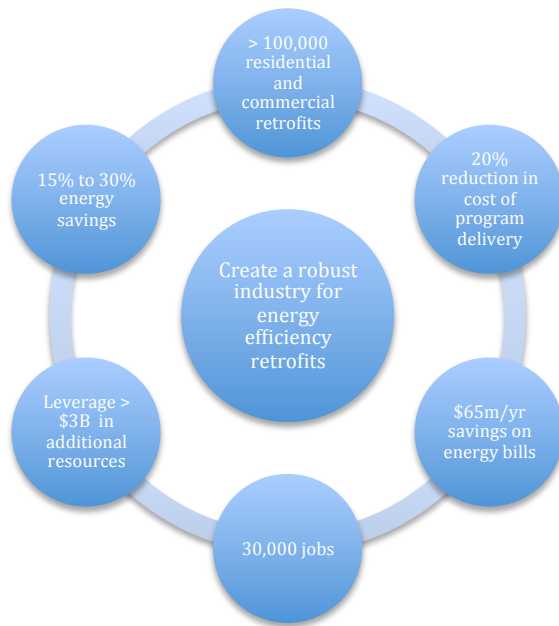 > 100,000
residential
and
commercial
retrofits
20%
reduction in
cost of
program
delivery
$65m/yr
savings on
energy bills
30,000 jobs
Leverage >
$3B in
additional
resources
15% to 30%
energy
savings
Create a robust
industry for
energy
efficiency
retrofits